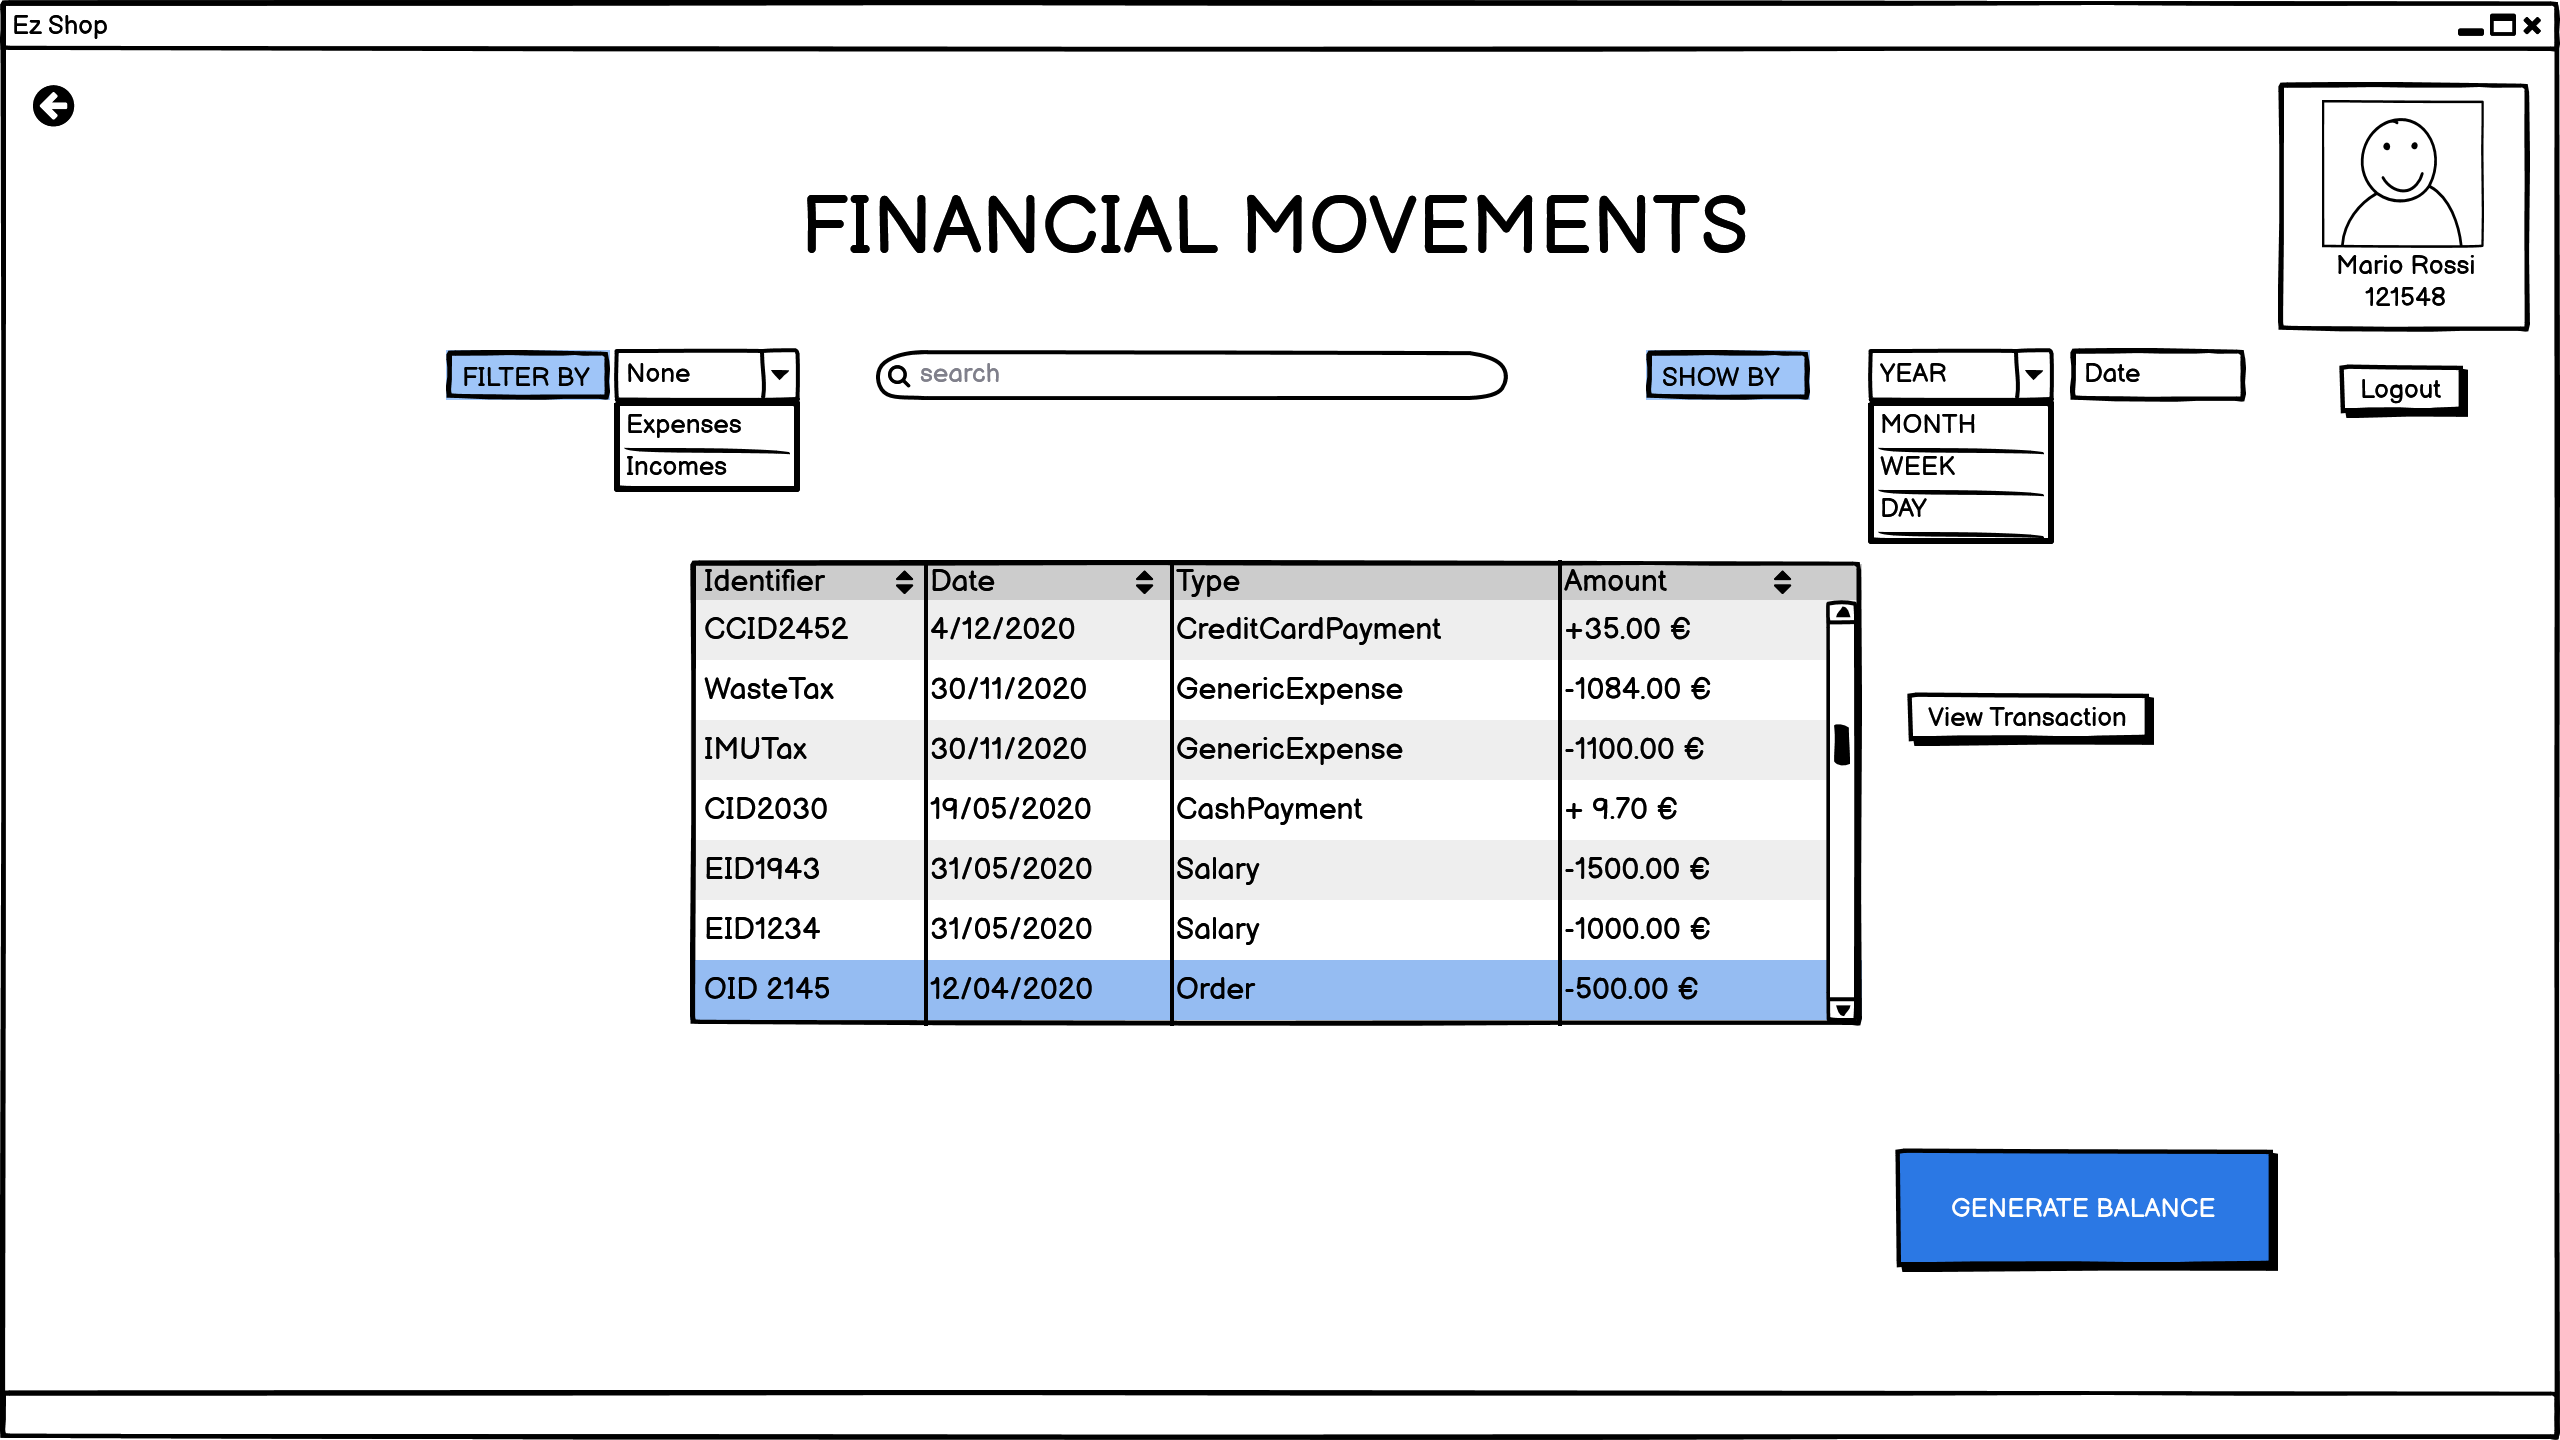 Ez Shop
FINANCIAL MOVEMENTS
Mario Rossi
121548
FILTER BY
None
Expenses
Incomes
search
SHOW BY
YEAR
MONTH
WEEK
DAY
Date
Logout
Identifier Date Type Amount
CCID2452 4/12/2020 CreditCardPayment +35.00 €
WasteTax 30/11/2020 GenericExpense -1084.00 €
IMUTax 30/11/2020 GenericExpense -1100.00 €
CID2030 19/05/2020 CashPayment + 9.70 €
EID1943 31/05/2020 Salary -1500.00 €
EID1234 31/05/2020 Salary -1000.00 €
OID 2145 12/04/2020 Order -500.00 €
View Transaction
GENERATE BALANCE